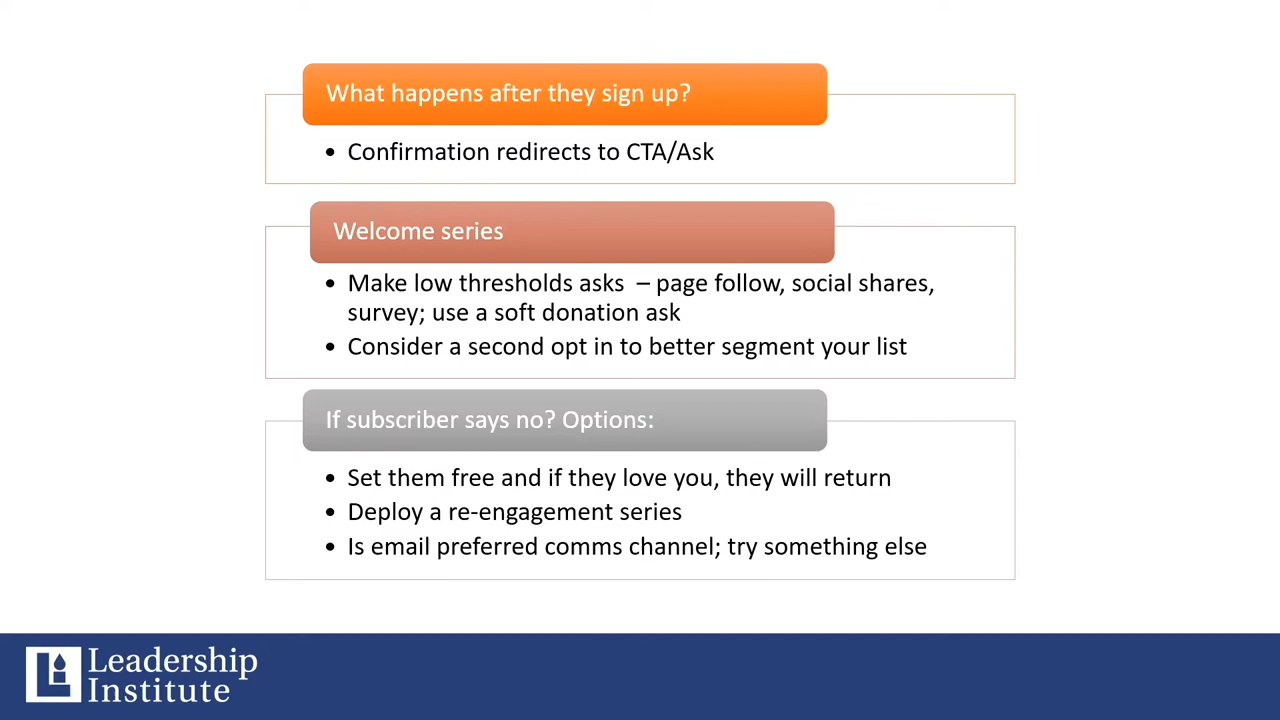 What happens after they sign up?
• Confirmation redirects to CTA/Ask
Welcome series
• Make low thresholds asks – page follow, social shares,
survey; use a soft donation ask
• Consider a second opt in to better segment your list
If subscriber says no? Options:
• Set them free and if they love you, they will return
• Deploy a re-engagement series
• Is email preferred comms channel; try something else
Leadership
Institute